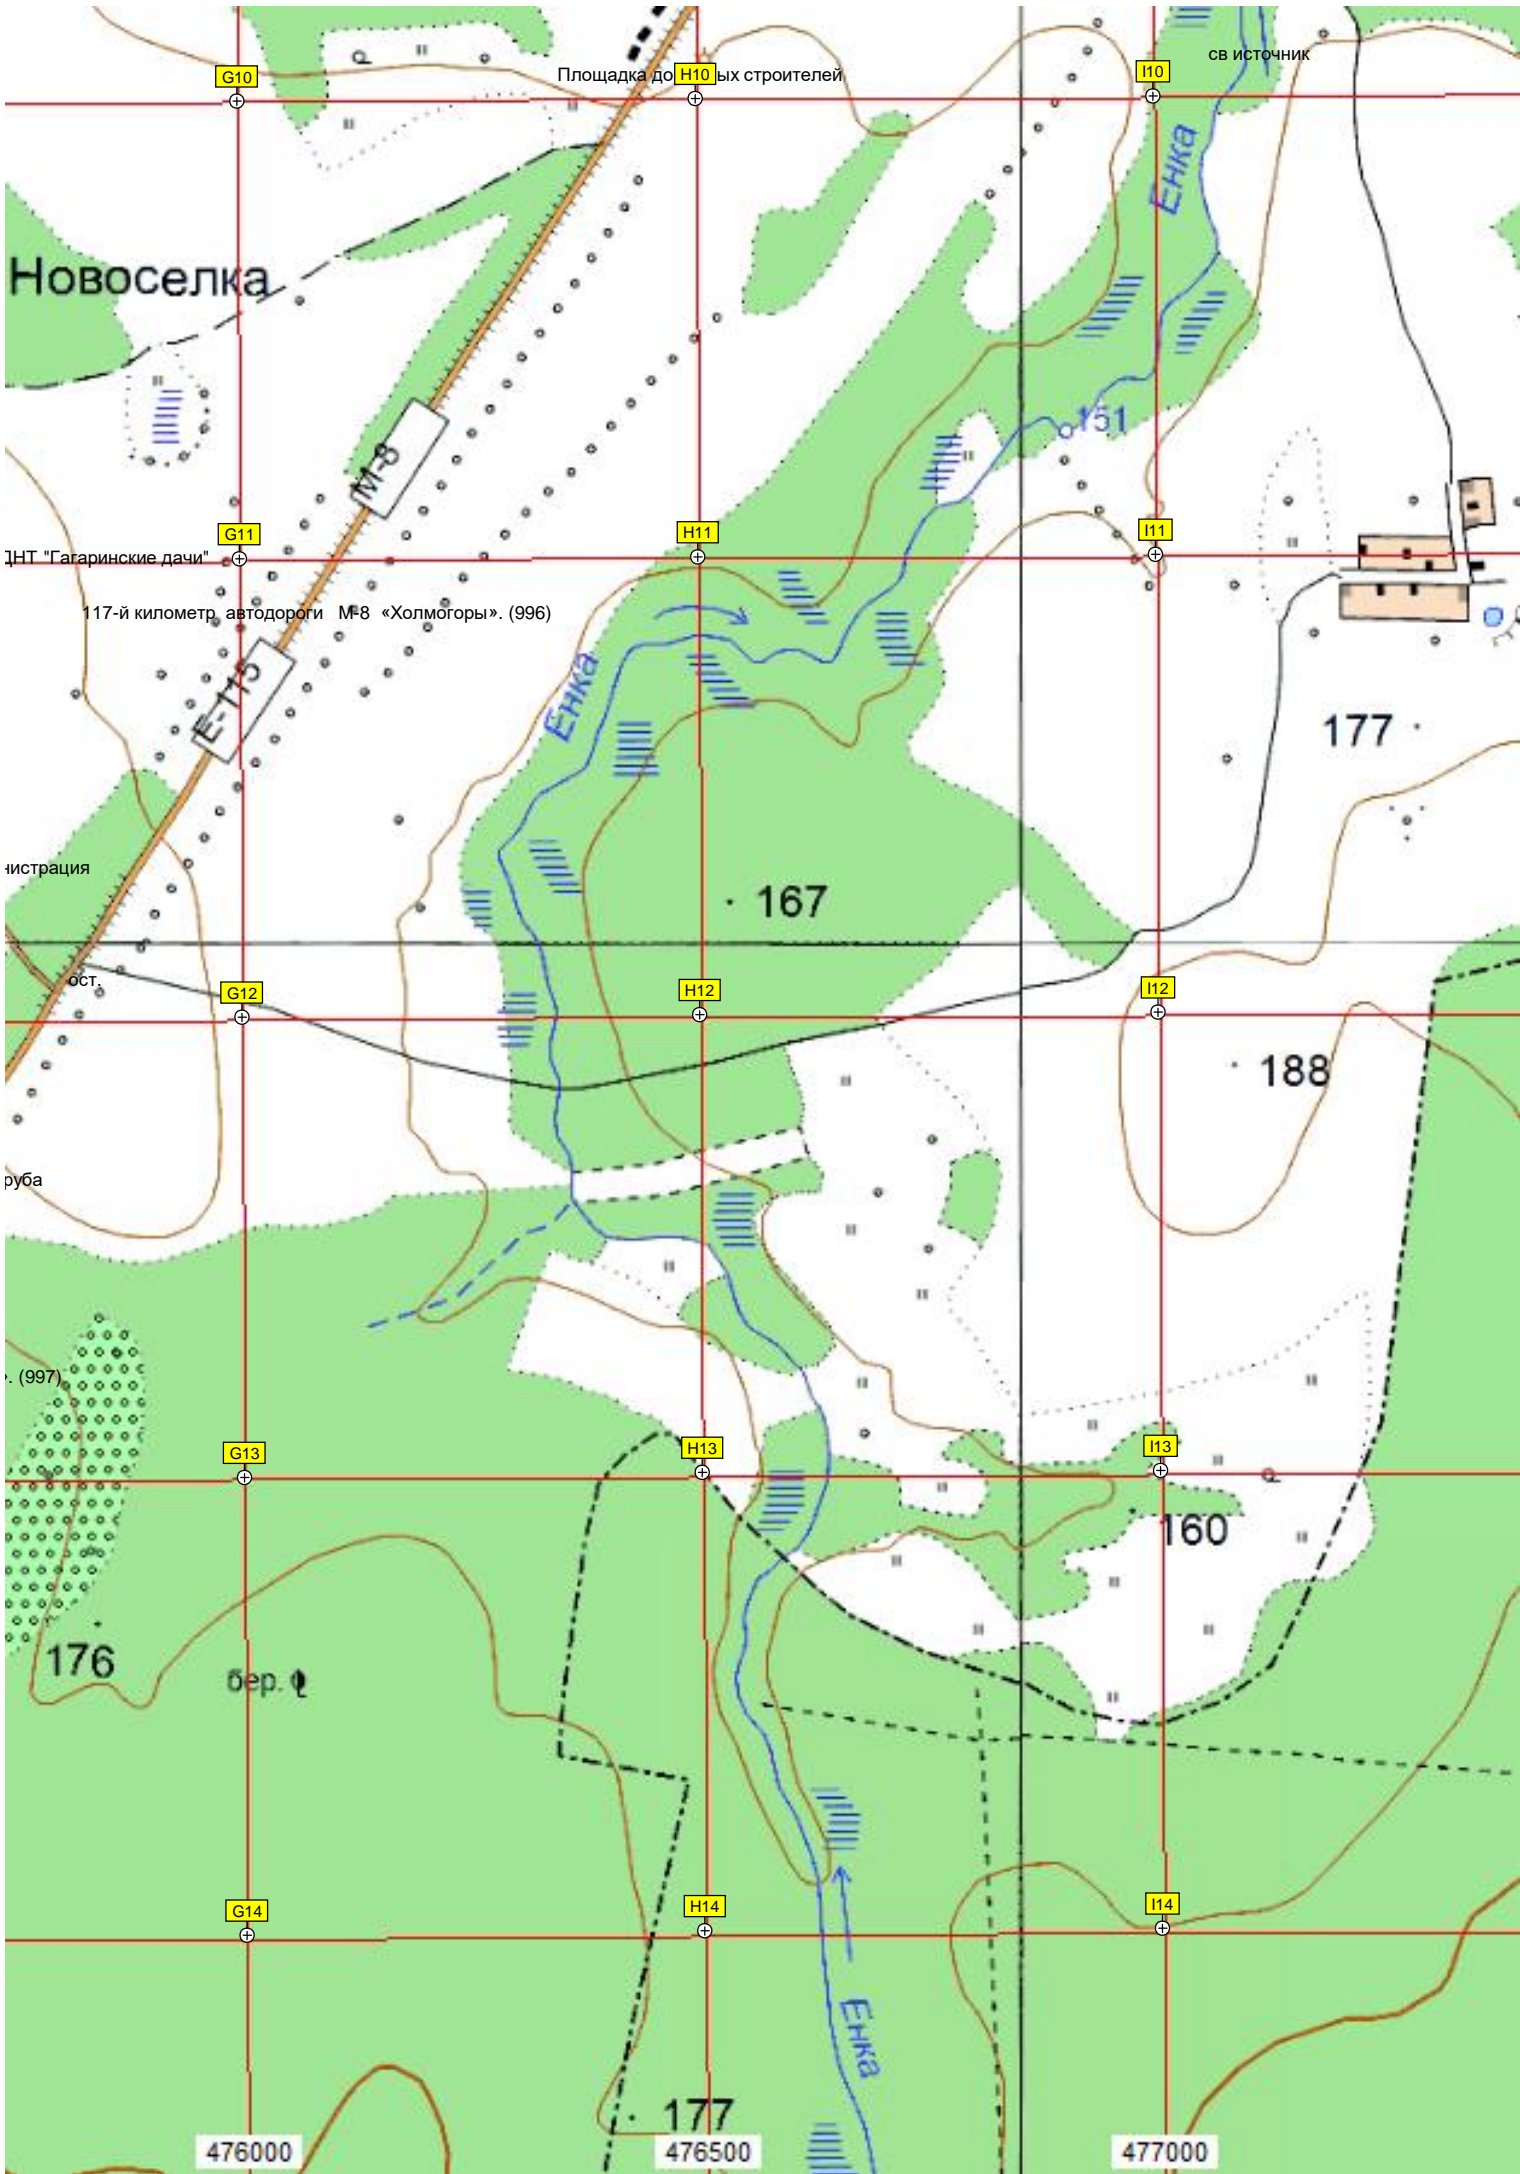 св источник
G10
Площадка до
H10
ых строителей
I10
Енка
Новоселка
151
М-8
G11
H11
I11
ДНТ "Гагаринские дачи"
117-й километр автодороги М-8 «Холмогоры». (996)
Е-115
Енка
177
нистрация
167
ост.
G12
H12
I12
188
руба
. (997)
G13
H13
I13
160
176
бер.
G14
H14
I14
Енка
177
476000
476500
477000